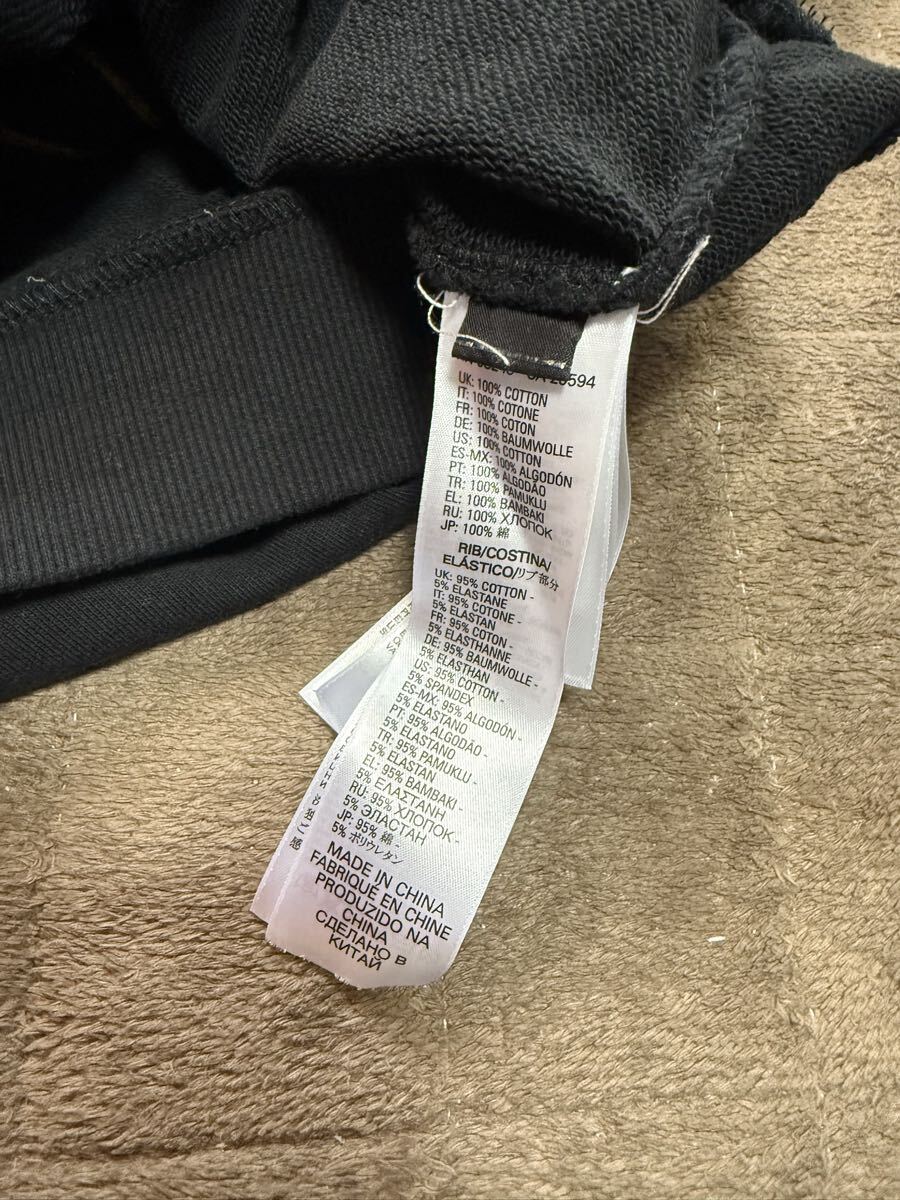 CA 25594
UK: 100% COTTON
IT: 100% COTONE
FR: 100% COTON
DE: 100% BAUMWOLLE
US: 100% COTTON
ES-MX: 100% ALGODÓN
PT: 100% ALGODÃO
TR: 100% PAMUKLU
EL: 100% BAMBAKI
RU: 100% ХЛОПОК
JP: 100% 綿
RIB/COSTINA/
ELÁSTICO/リブ部分
UK: 95% COTTON -
5% ELASTANE
IT: 95% COTONE -
5% ELASTAN
FR: 95% COTON -
5% ELASTHANNE
DE: 95% BAUMWOLLE -
5% ELASTHAN
US: 95% COTTON -
5% SPANDEX
ES-MX: 95% ALGODÓN -
5% ELASTANO
PT: 95% ALGODÃO -
5% ELASTANO
TR: 95% PAMUKLU -
5% ELASTAN
EL: 95% BAMBAKI -
5% ΕΛΑΣΤΑΝΗ
RU: 95% ХЛОПОК -
5% ЭЛАСТАН
JP: 95% 綿 -
5% ポリウレタン
MADE IN CHINA
FABRIQUÉ EN CHINE
PRODUZIDO NA
CHINA
СДЕЛАНО В
КИТАЙ